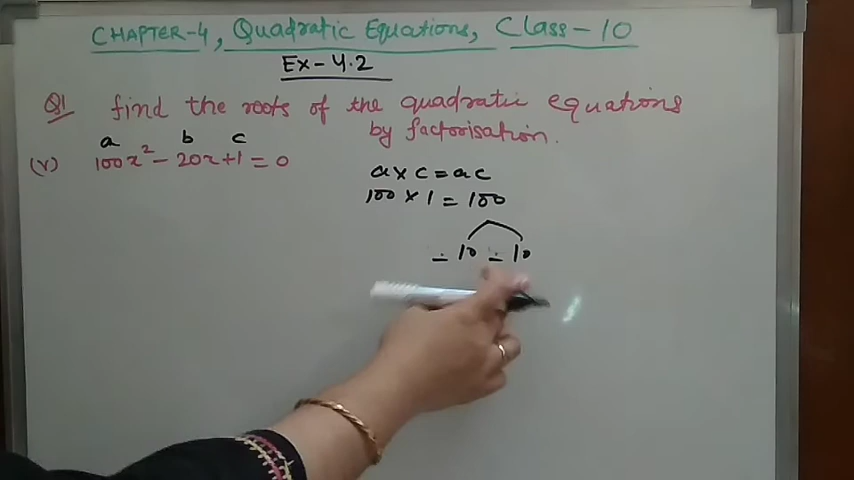 CHAPTER-4, Quadratic Equations, Class-10
Ex-4.2
Q1 find the roots of the quadratic equations
by factorisation.
a b c
(v) 100x² - 20x + 1 = 0
a × c = ac
100 × 1 = 100
- 10 - 10